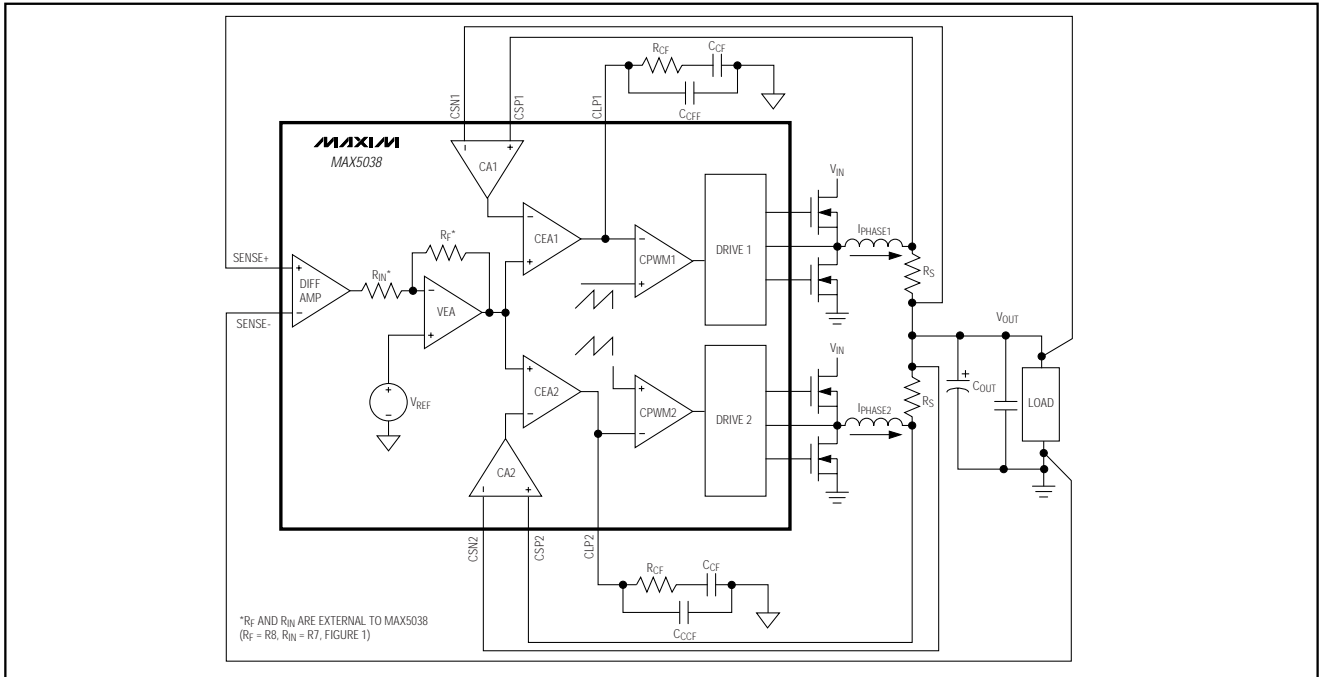 RCF
CCF
CCFF
CSN1
CSP1
CLP1
MAXIM
MAX5038
CA1
VIN
RF*
CEA1
CPWM1
DRIVE 1
IPHASE1
RS
SENSE+
RIN*
DIFF
AMP
VEA
SENSE-
VOUT
VIN
VREF
CEA2
CPWM2
DRIVE 2
IPHASE2
RS
COUT
LOAD
CA2
CSN2
CSP2
CLP2
RCF
CCF
CCCF
*RF AND RIN ARE EXTERNAL TO MAX5038
(RF = R8, RIN = R7, FIGURE 1)